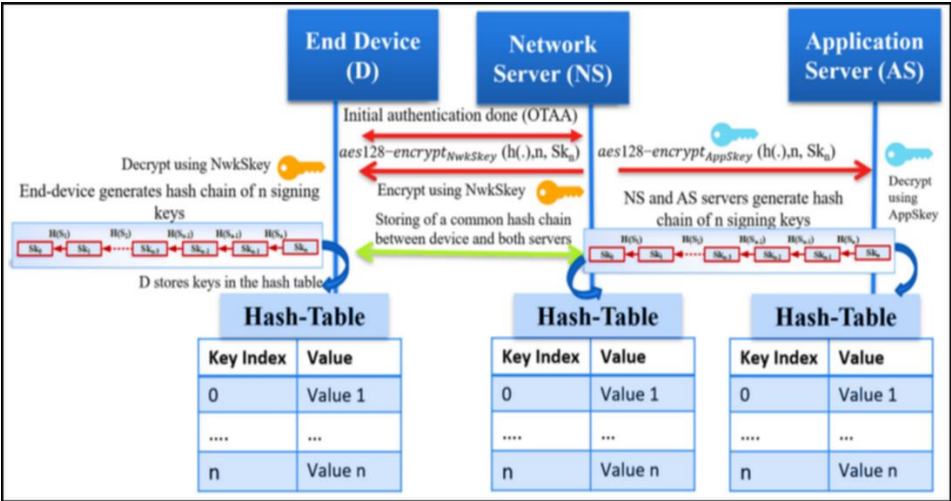 End Device
(D)
Network
Server (NS)
Application
Server (AS)
Initial authentication done (OTAA)
aes128−encrypt_NwkSkey (h(.),n, Sk_n)
aes128−encrypt_AppSkey (h(.),n, Sk_n)
Decrypt using NwkSkey
Encrypt using NwkSkey
Decrypt
using
AppSkey
End-device generates hash chain of n signing
keys
NS and AS servers generate hash
chain of n signing keys
Storing of a common hash chain
between device and both servers
D stores keys in the hash table
Hash-Table
Key Index Value
0 Value 1
.... ...
n Value n
Hash-Table
Key Index Value
0 Value 1
.... ...
n Value n
Hash-Table
Key Index Value
0 Value 1
.... ...
n Value n